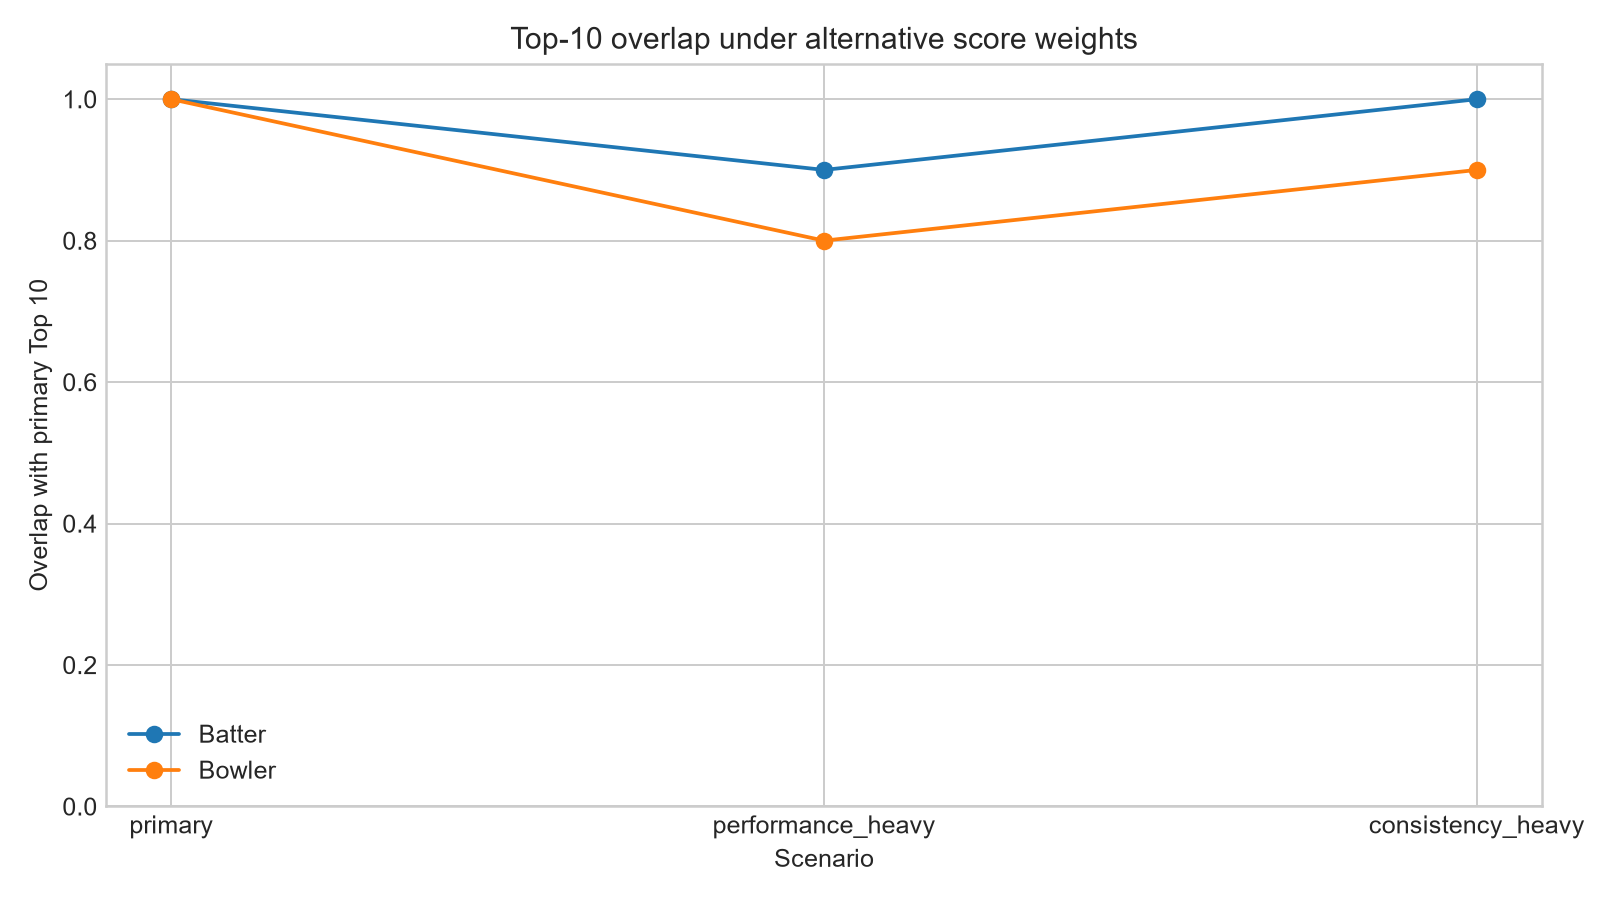 Top-10 overlap under alternative score weights
Overlap with primary Top 10
1.0
0.8
0.6
0.4
0.2
0.0
Batter
Bowler
primary
performance_heavy
consistency_heavy
Scenario